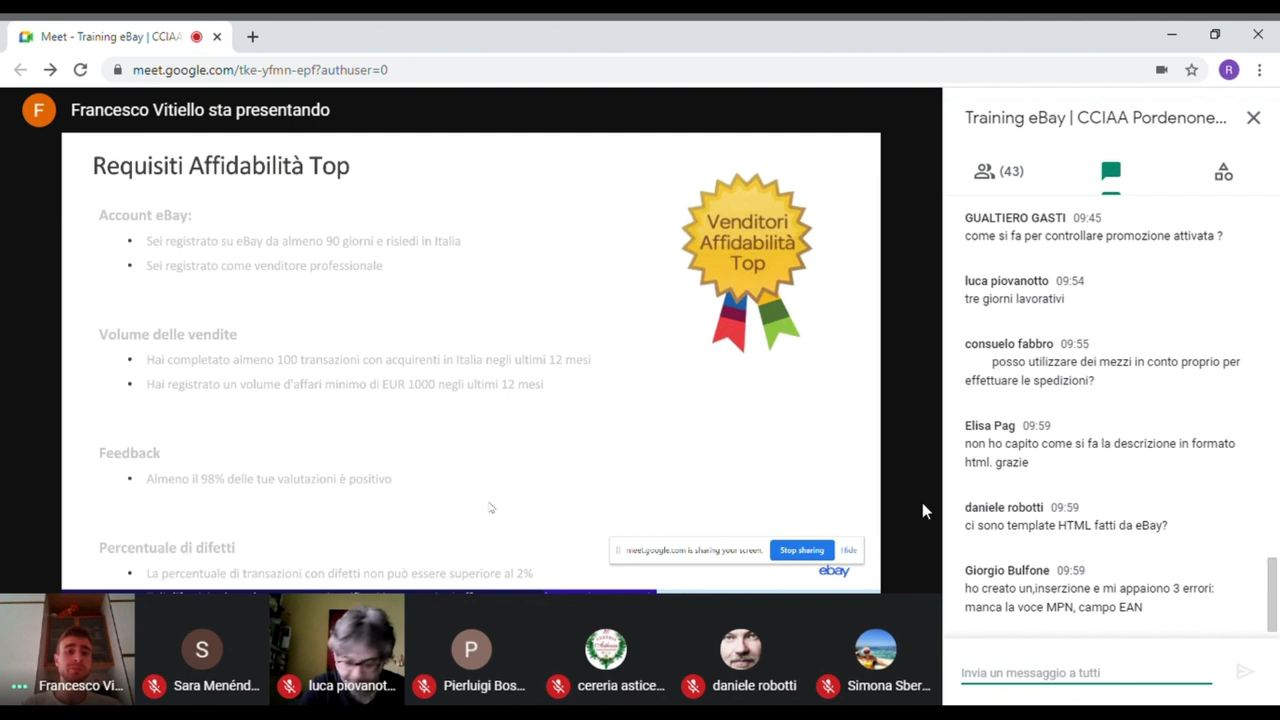 Meet - Training eBay | CCIAA
meet.google.com/tke-yfmn-epf?authuser=0
R
F
Francesco Vitiello sta presentando
Requisiti Affidabilità Top
Account eBay:
• Sei registrato su eBay da almeno 90 giorni e risiedi in Italia
• Sei registrato come venditore professionale
Volume delle vendite
• Hai completato almeno 100 transazioni con acquirenti in Italia negli ultimi 12 mesi
• Hai registrato un volume d'affari minimo di EUR 1000 negli ultimi 12 mesi
Feedback
• Almeno il 98% delle tue valutazioni è positivo
Percentuale di difetti
• La percentuale di transazioni con difetti non può essere superiore al 2%
Venditori
Affidabilità
Top
meet.google.com is sharing your screen.
Stop sharing
Hide
ebay
Francesco Vi...
S
Sara Menénd...
luca piovanot...
P
Pierluigi Bos...
cereria astice...
daniele robotti
Simona Sber...
Training eBay | CCIAA Pordenone...
(43)
GUALTIERO GASTI 09:45
come si fa per controllare promozione attivata ?
luca piovanotto 09:54
tre giorni lavorativi
consuelo fabbro 09:55
posso utilizzare dei mezzi in conto proprio per
effettuare le spedizioni?
Elisa Pag 09:59
non ho capito come si fa la descrizione in formato
html. grazie
daniele robotti 09:59
ci sono template HTML fatti da eBay?
Giorgio Bulfone 09:59
ho creato un,inserzione e mi appaiono 3 errori:
manca la voce MPN, campo EAN
Invia un messaggio a tutti